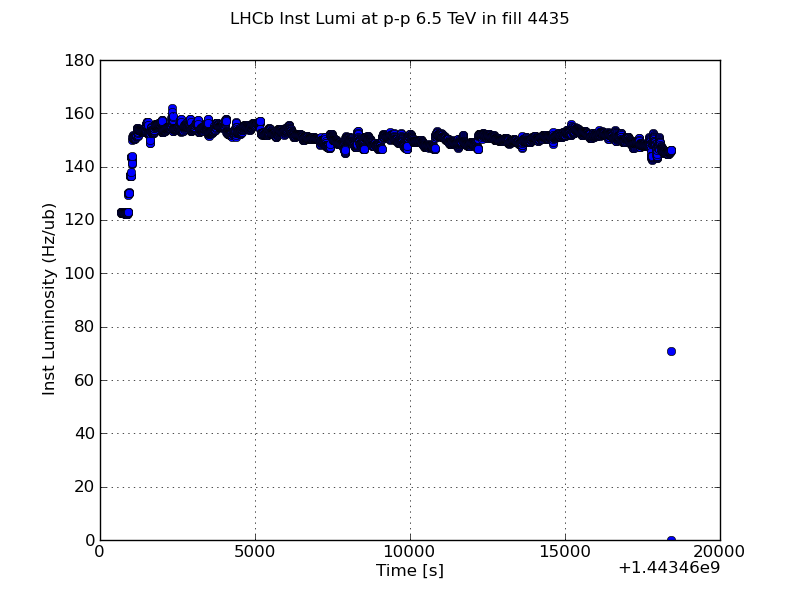 LHCb Inst Lumi at p-p 6.5 TeV in fill 4435
180
160
140
120
100
80
60
40
20
0
Inst Luminosity (Hz/ub)
0 5000 10000 15000 20000
Time [s]
+1.44346e9